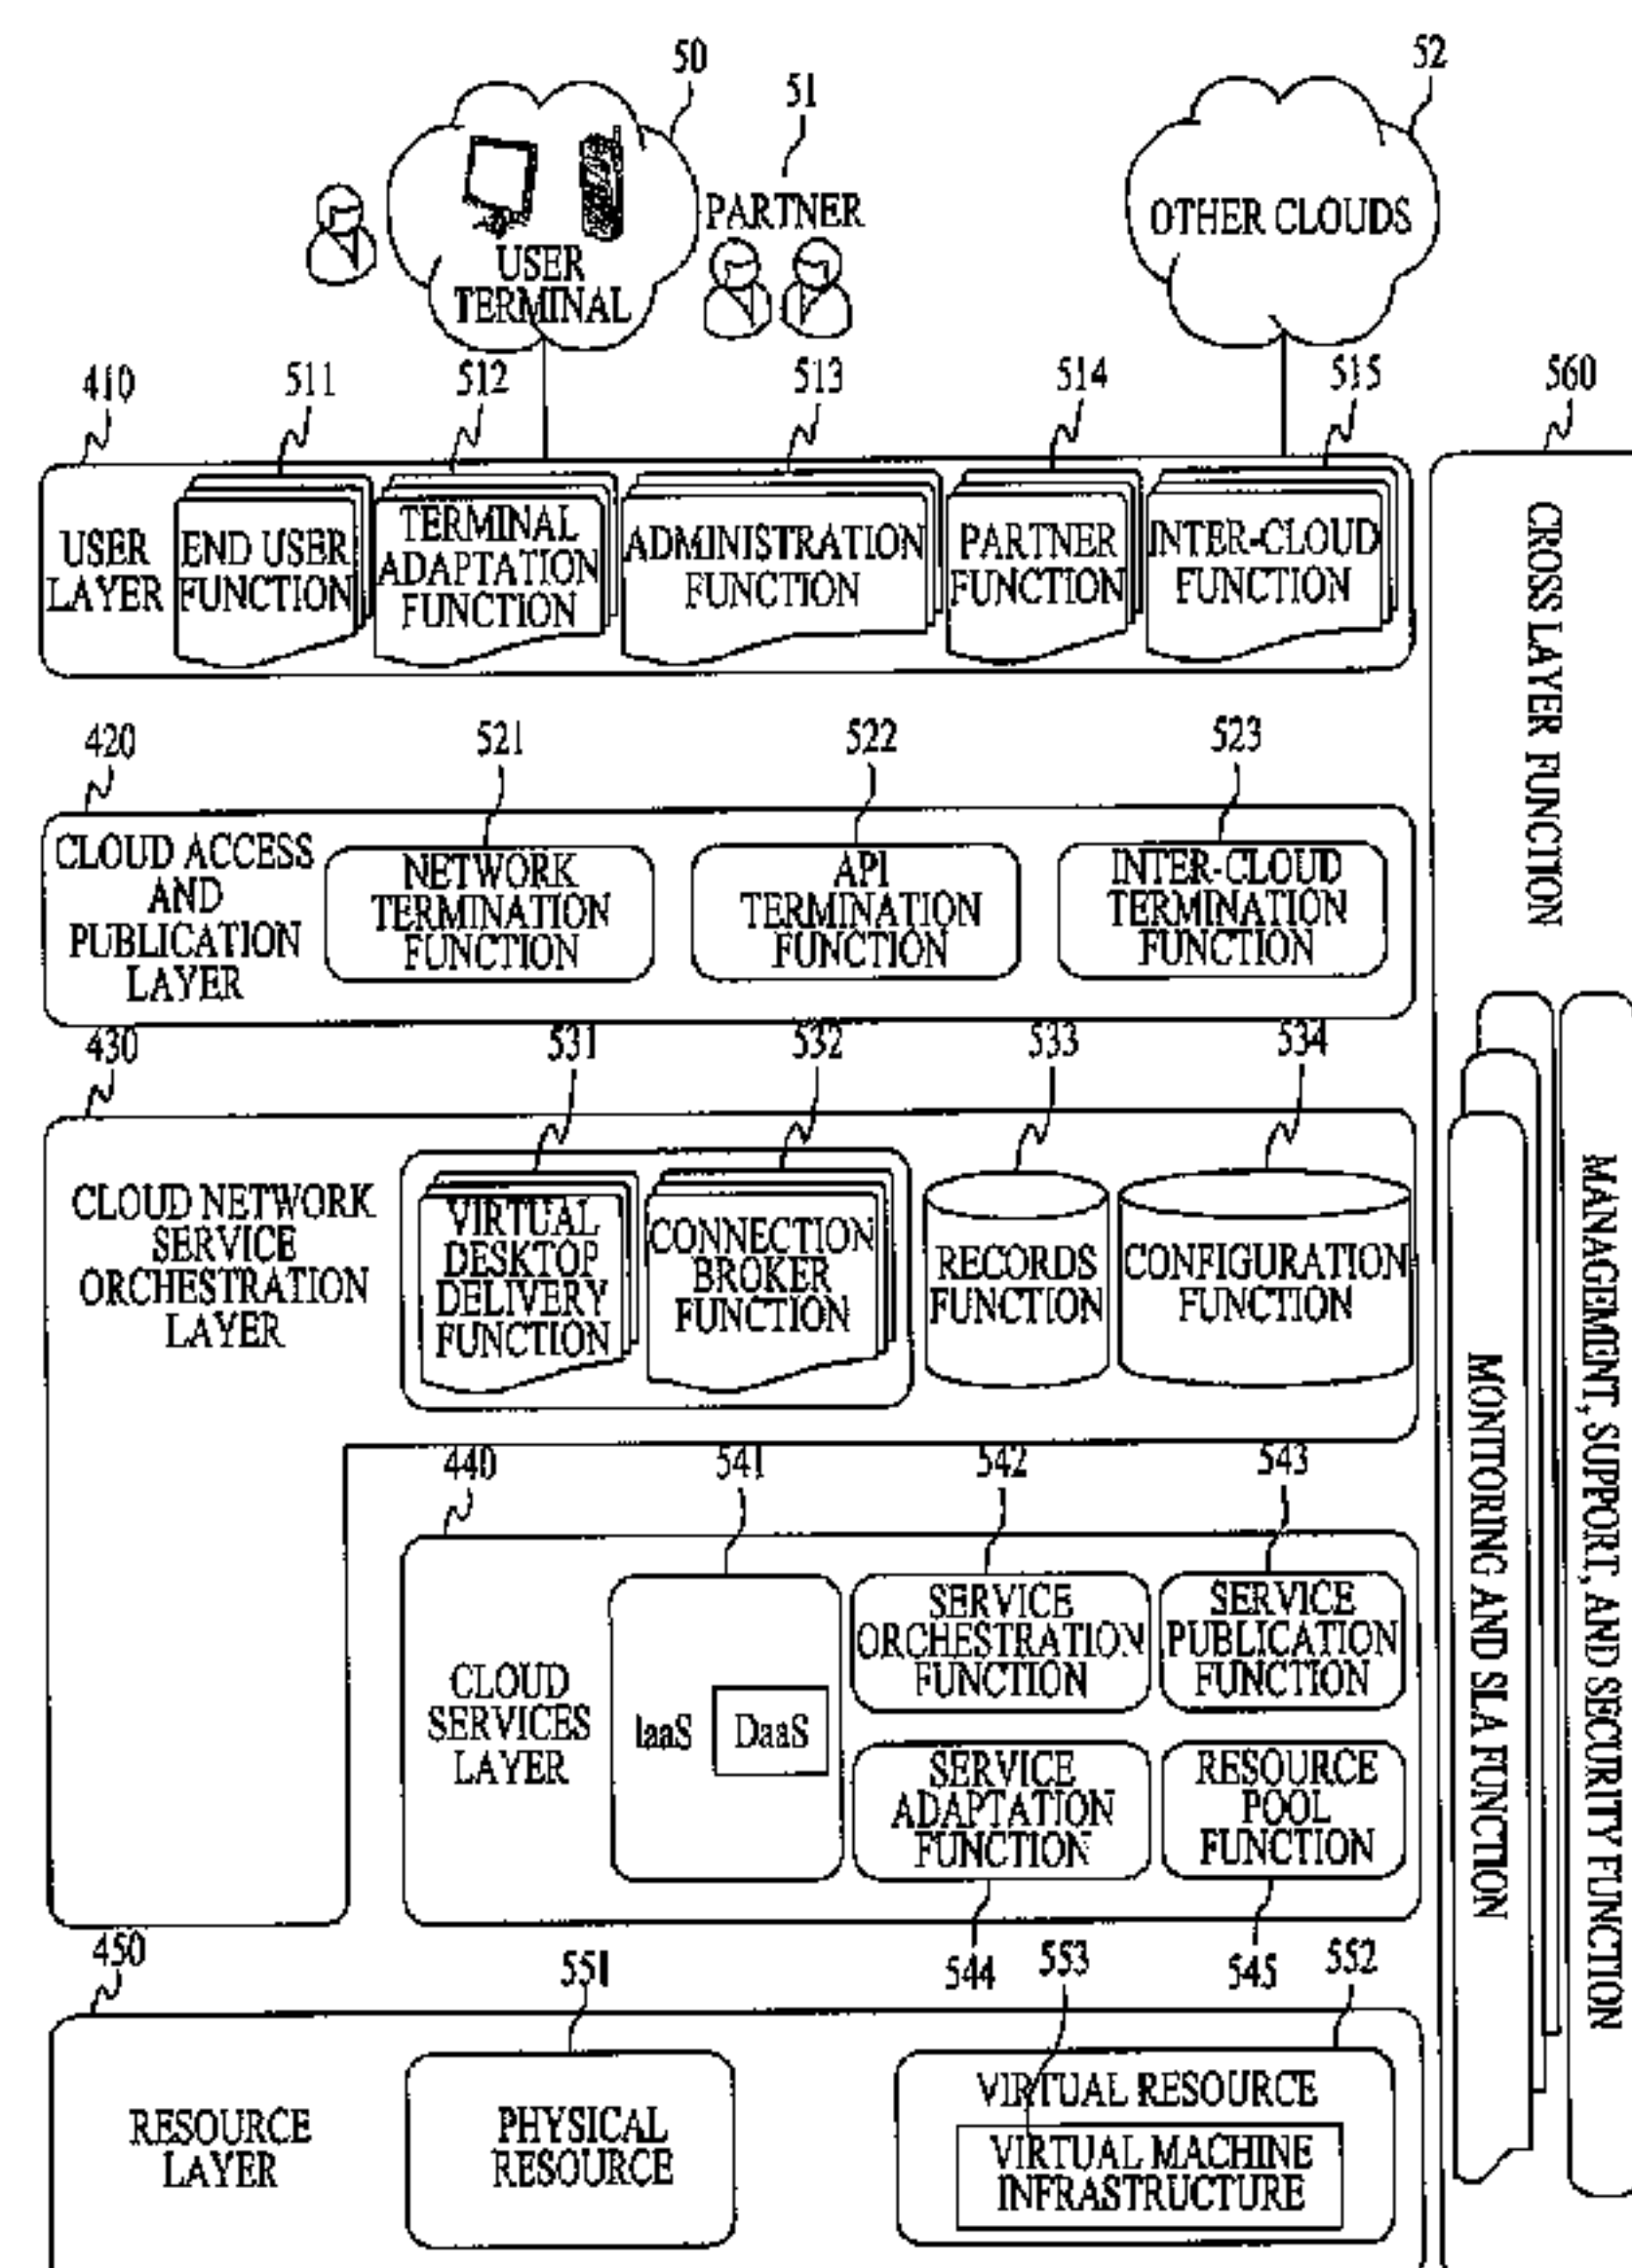 50
51
52
PARTNER
OTHER CLOUDS
USER
TERMINAL
410
511
512
513
514
515
560
USER
LAYER
END USER
FUNCTION
TERMINAL
ADAPTATION
FUNCTION
ADMINISTRATION
FUNCTION
PARTNER
FUNCTION
INTER-CLOUD
FUNCTION
CROSS LAYER FUNCTION
420
521
522
523
CLOUD ACCESS
AND
PUBLICATION
LAYER
NETWORK
TERMINATION
FUNCTION
API
TERMINATION
FUNCTION
INTER-CLOUD
TERMINATION
FUNCTION
430
531
532
533
534
CLOUD NETWORK
SERVICE
ORCHESTRATION
LAYER
VIRTUAL
DESKTOP
DELIVERY
FUNCTION
CONNECTION
BROKER
FUNCTION
RECORDS
FUNCTION
CONFIGURATION
FUNCTION
MONITORING AND SLA FUNCTION
MANAGEMENT, SUPPORT, AND SECURITY FUNCTION
440
541
542
543
CLOUD
SERVICES
LAYER
IaaS
DaaS
SERVICE
ORCHESTRATION
FUNCTION
SERVICE
PUBLICATION
FUNCTION
SERVICE
ADAPTATION
FUNCTION
RESOURCE
POOL
FUNCTION
544
545
450
551
553
552
RESOURCE
LAYER
PHYSICAL
RESOURCE
VIRTUAL RESOURCE
VIRTUAL MACHINE
INFRASTRUCTURE